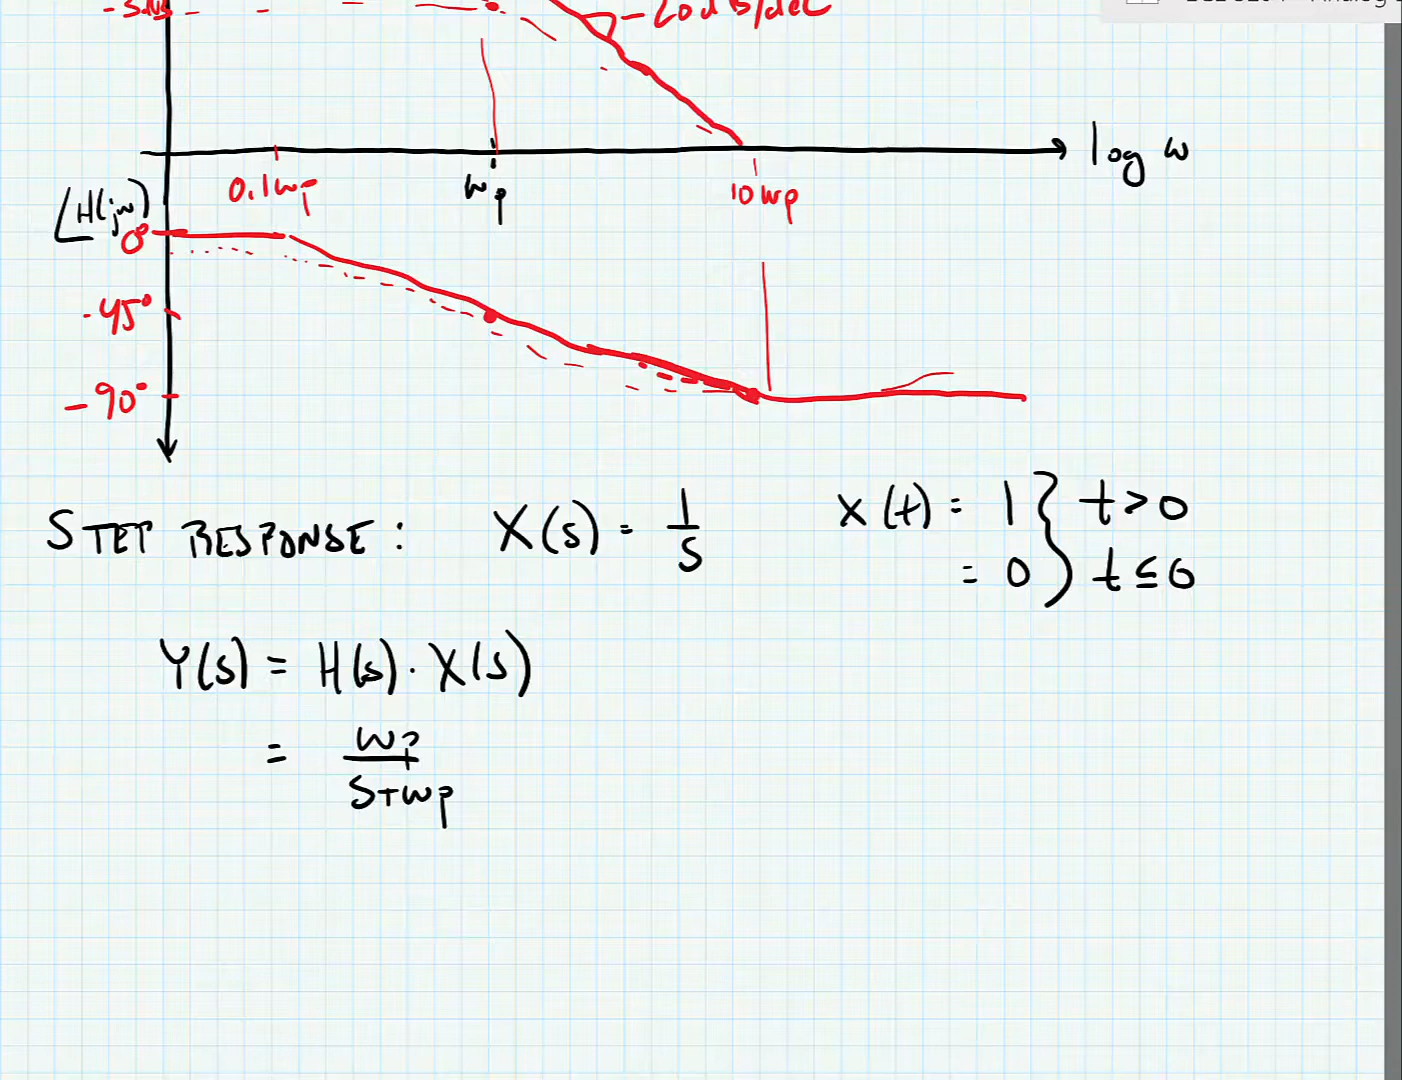 -20dB/dec
log ω
0.1ωp
ωp
10ωp
∠H(jω)
0°
-45°
-90°
STEP RESPONSE: X(s) = 1/s x(t) = 1 } t>0
= 0 } t≤0
Y(s) = H(s)·X(s)
= ωp/(s+ωp)